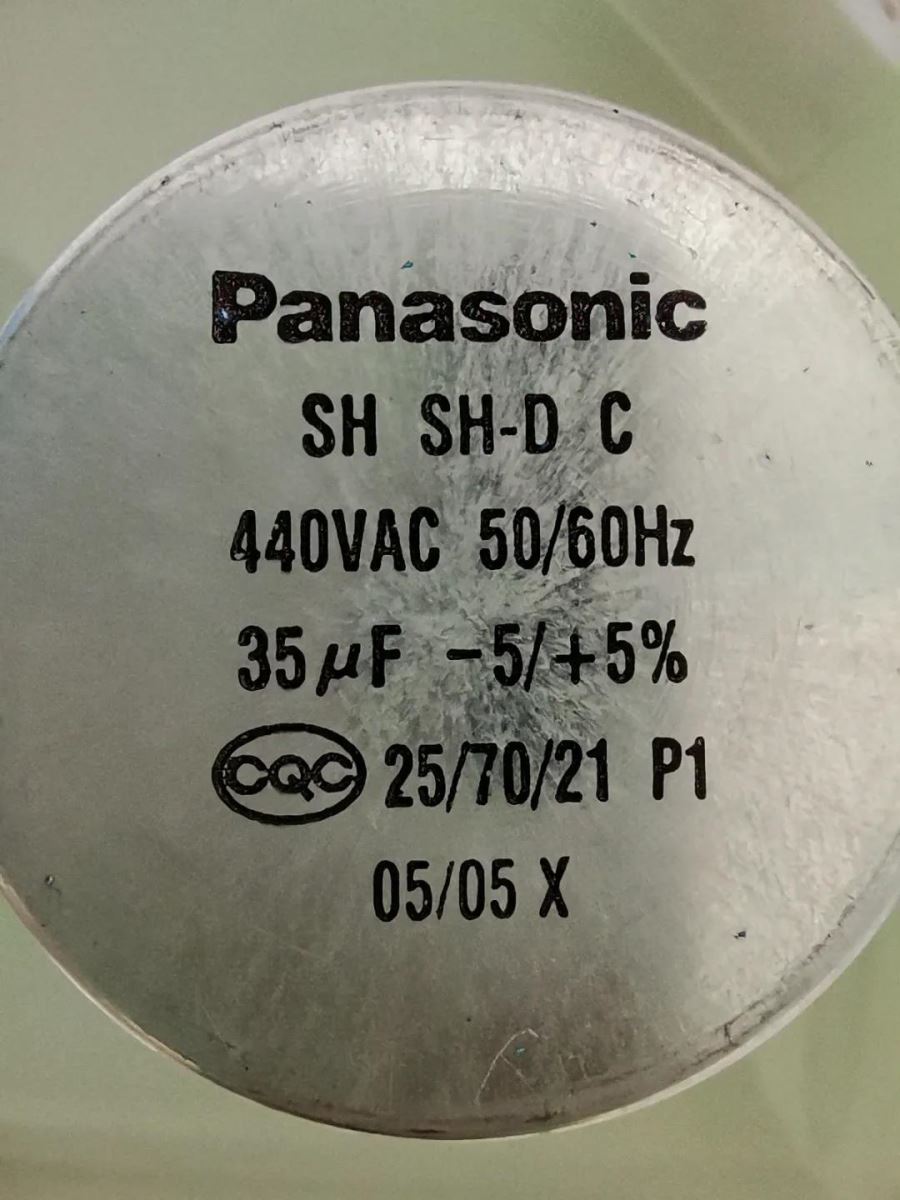 Panasonic
SH SH-D C
440VAC 50/60Hz
35μF -5/+5%
CQC 25/70/21 P1
05/05 X